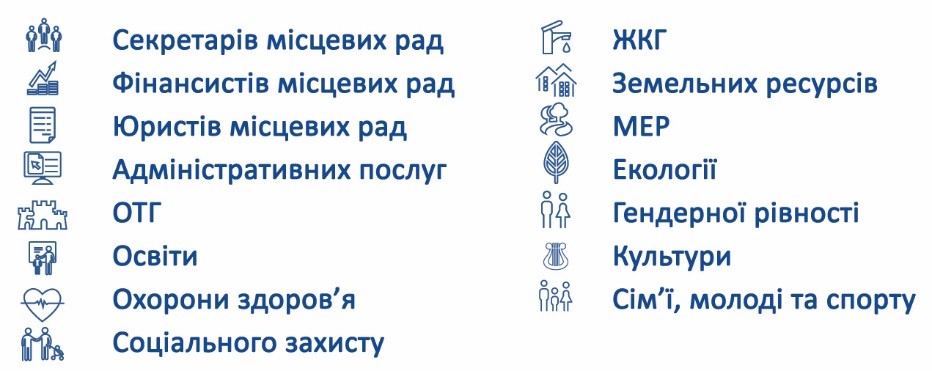 Секретарів місцевих рад
Фінансистів місцевих рад
Юристів місцевих рад
Адміністративних послуг
ОТГ
Освіти
Охорони здоров’я
Соціального захисту
ЖКГ
Земельних ресурсів
МЕР
Екології
Гендерної рівності
Культури
Сім’ї, молоді та спорту